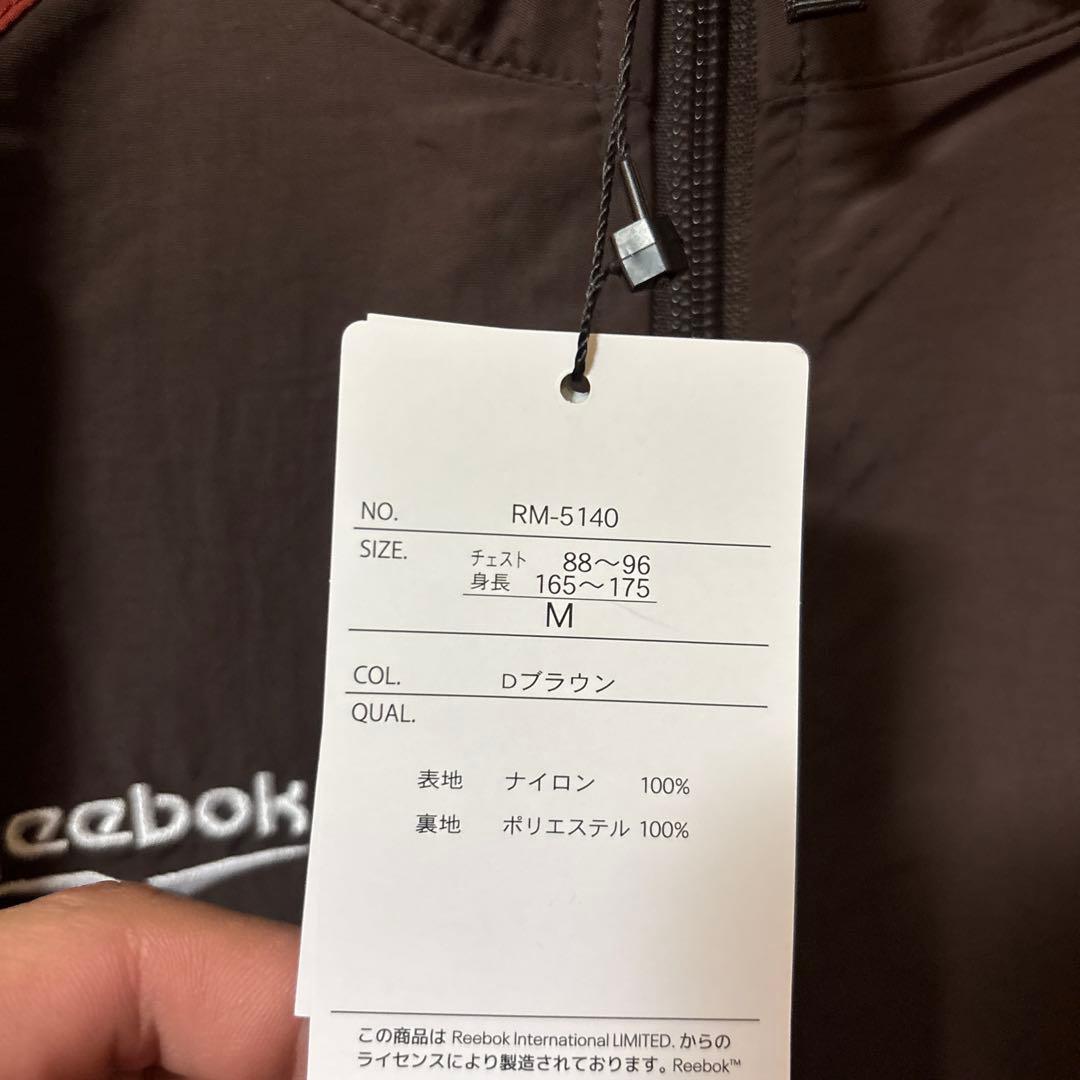 NO. RM-5140
SIZE. チェスト 88〜96
身長 165〜175
M
COL. Dブラウン
QUAL.
表地 ナイロン 100%
裏地 ポリエステル 100%
eebok
この商品は Reebok International LIMITED. からの
ライセンスにより製造されております。Reebok™